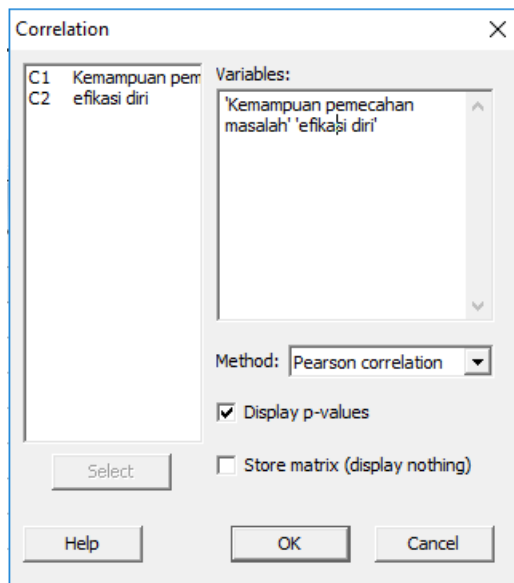 Correlation
C1 Kemampuan pem
C2 efikasi diri
Variables:
'Kemampuan pemecahan
masalah' 'efikasi diri'
Method: Pearson correlation
Display p-values
Store matrix (display nothing)
Select
Help OK Cancel